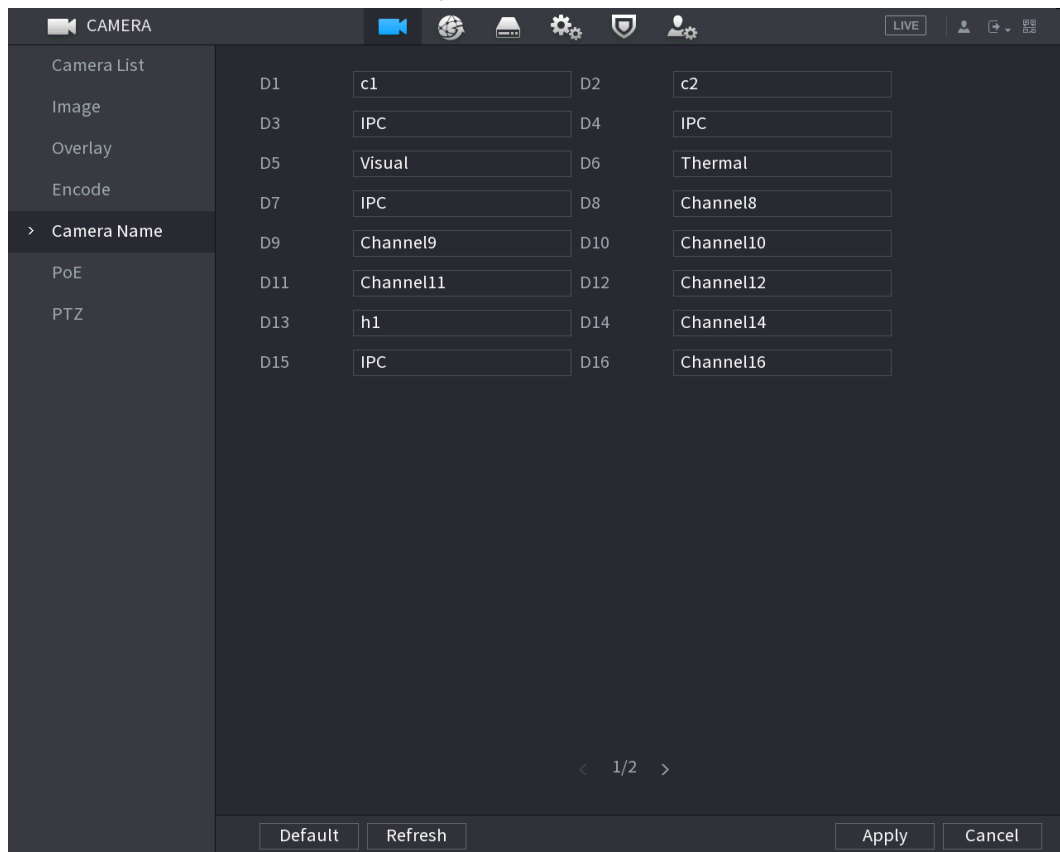 CAMERA
LIVE
Camera List
Image
Overlay
Encode
Camera Name
PoE
PTZ
D1 c1 D2 c2
D3 IPC D4 IPC
D5 Visual D6 Thermal
D7 IPC D8 Channel8
D9 Channel9 D10 Channel10
D11 Channel11 D12 Channel12
D13 h1 D14 Channel14
D15 IPC D16 Channel16
< 1/2 >
Default Refresh Apply Cancel